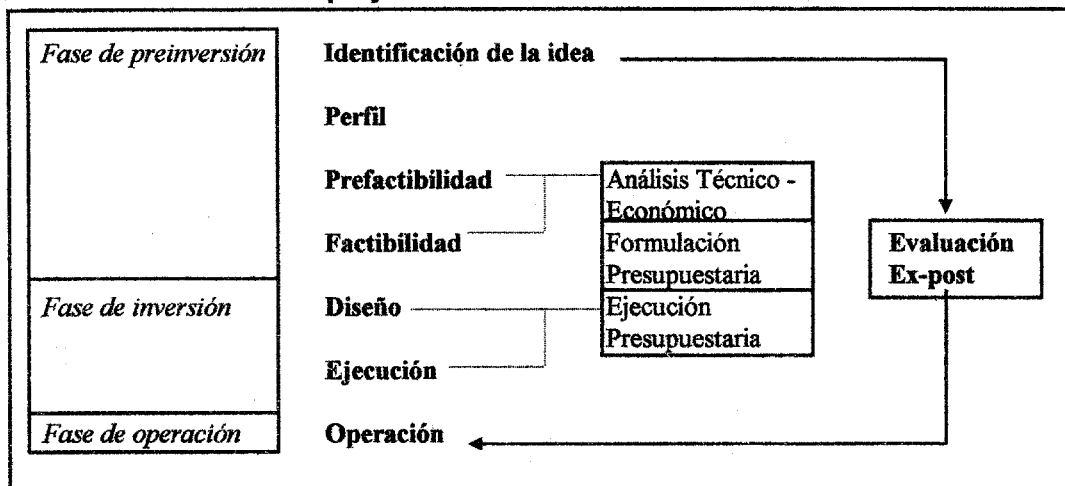 Fase de preinversión
Identificación de la idea
Perfil
Prefactibilidad
Análisis Técnico -
Económico
Factibilidad
Formulación
Presupuestaria
Evaluación
Ex-post
Fase de inversión
Diseño
Ejecución
Presupuestaria
Ejecución
Fase de operación
Operación